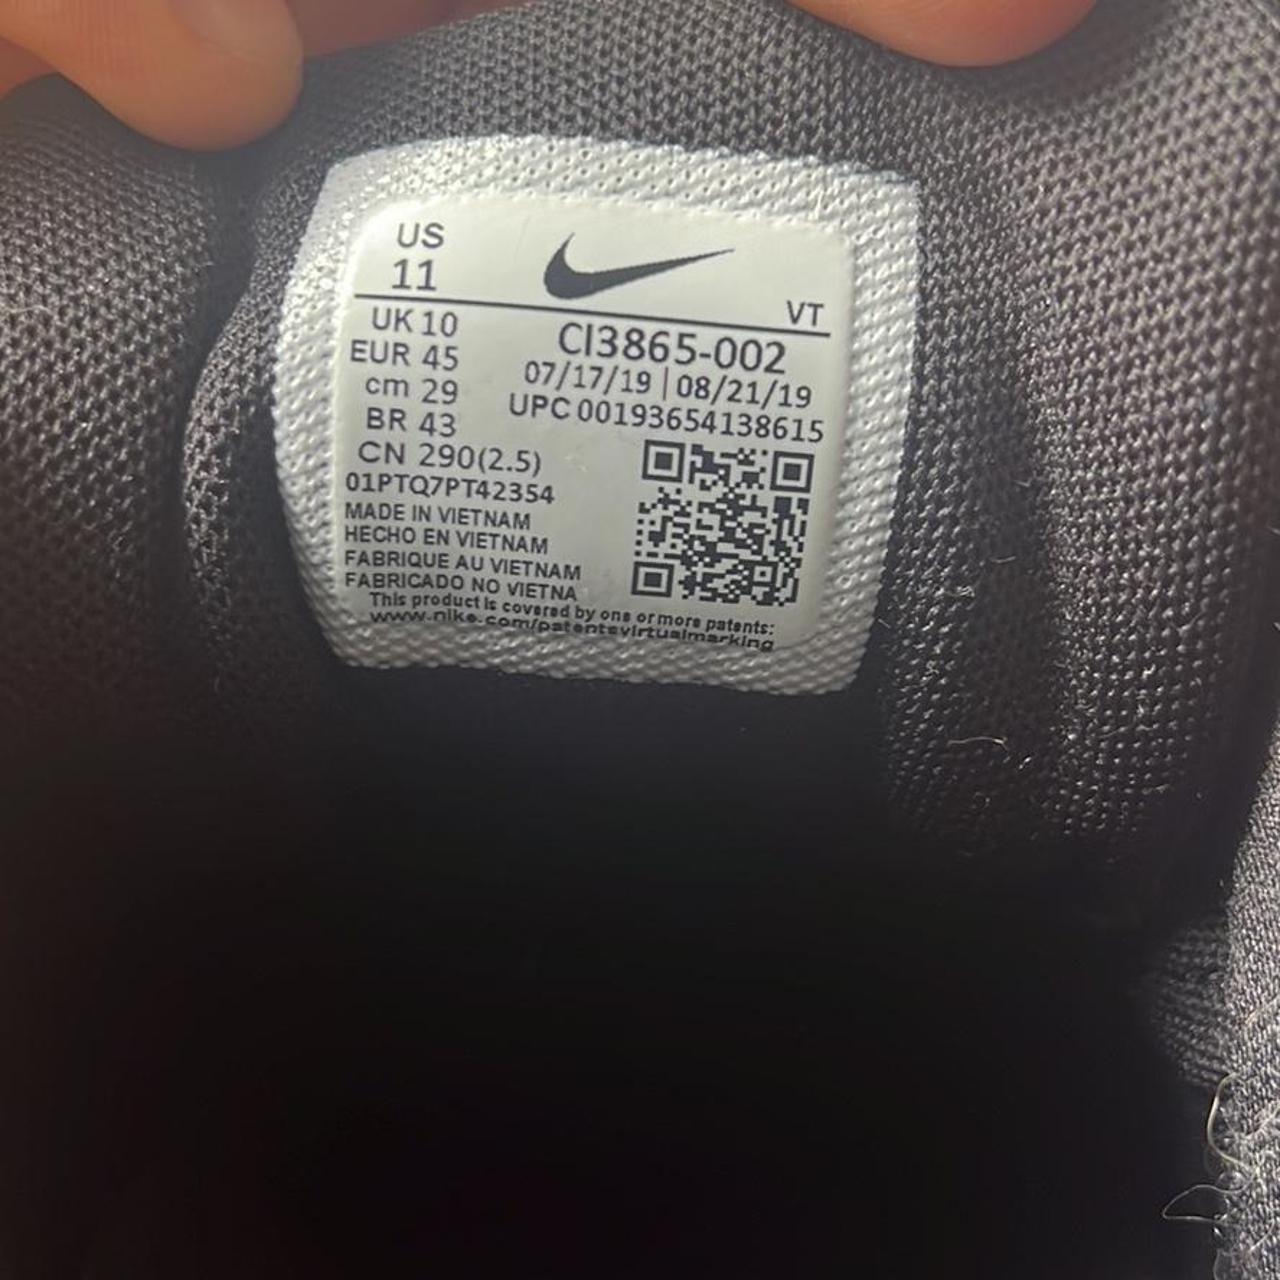 US
11
VT
UK 10
EUR 45
cm 29
BR 43
CN 290(2.5)
01PTQ7PT42354
MADE IN VIETNAM
HECHO EN VIETNAM
FABRIQUE AU VIETNAM
FABRICADO NO VIETNA
CI3865-002
07/17/19 | 08/21/19
UPC 00193654138615
This product is covered by one or more patents:
www.nike.com/patentsvirtualmarking